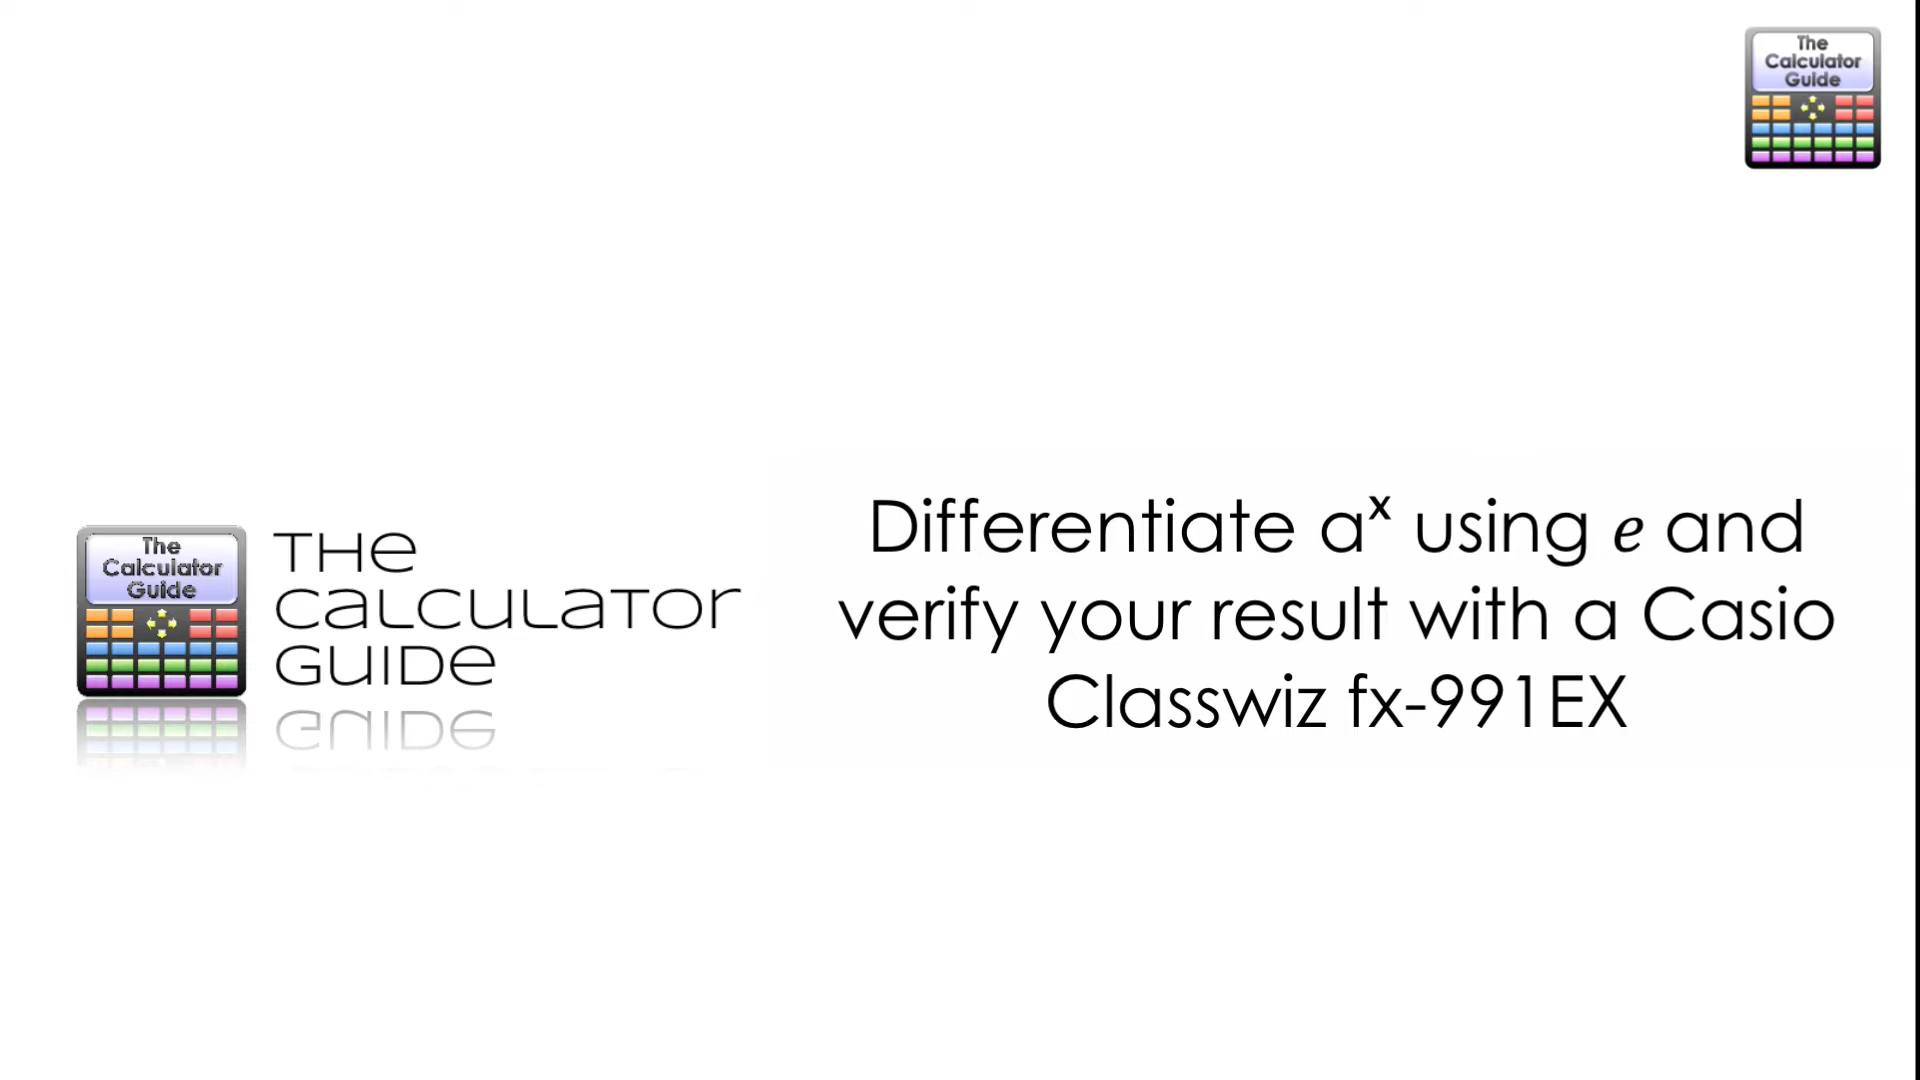 The
Calculator
Guide
The
Calculator
Guide
THE
CALCULATOR
GUIDE
Differentiate aˣ using e and
verify your result with a Casio
Classwiz fx-991EX